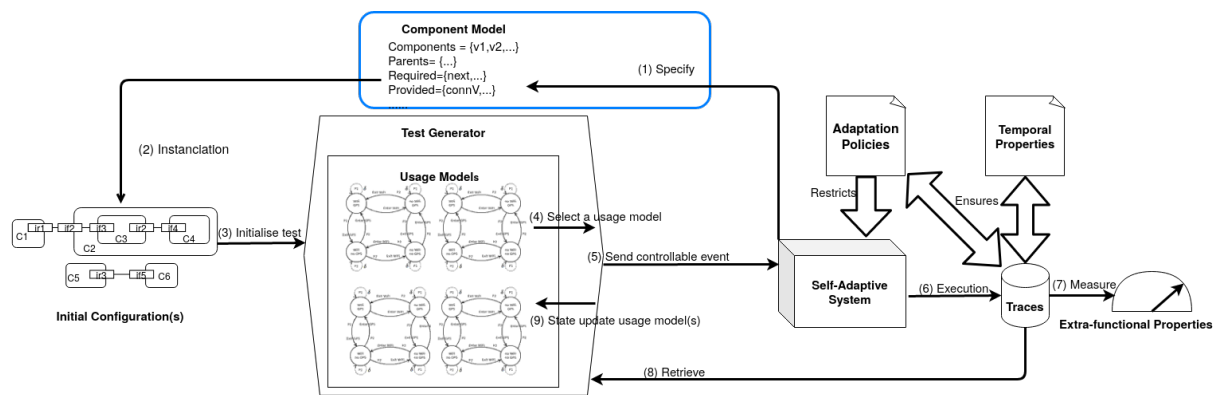 Component Model
Components = {v1,v2,...}
Parents= {...}
Required={next,...}
Provided={connV,...}
......
(1) Specify
(2) Instanciation
Test Generator
Usage Models
Adaptation
Policies
Temporal
Properties
Restricts
Ensures
C1
ir1
if2
if3
ir2
if4
C2
C3
C4
C5
ir3
if5
C6
Initial Configuration(s)
(3) Initialise test
(4) Select a usage model
(5) Send controllable event
Self-Adaptive
System
(6) Execution
Traces
(7) Measure
Extra-functional Properties
(9) State update usage model(s)
(8) Retrieve